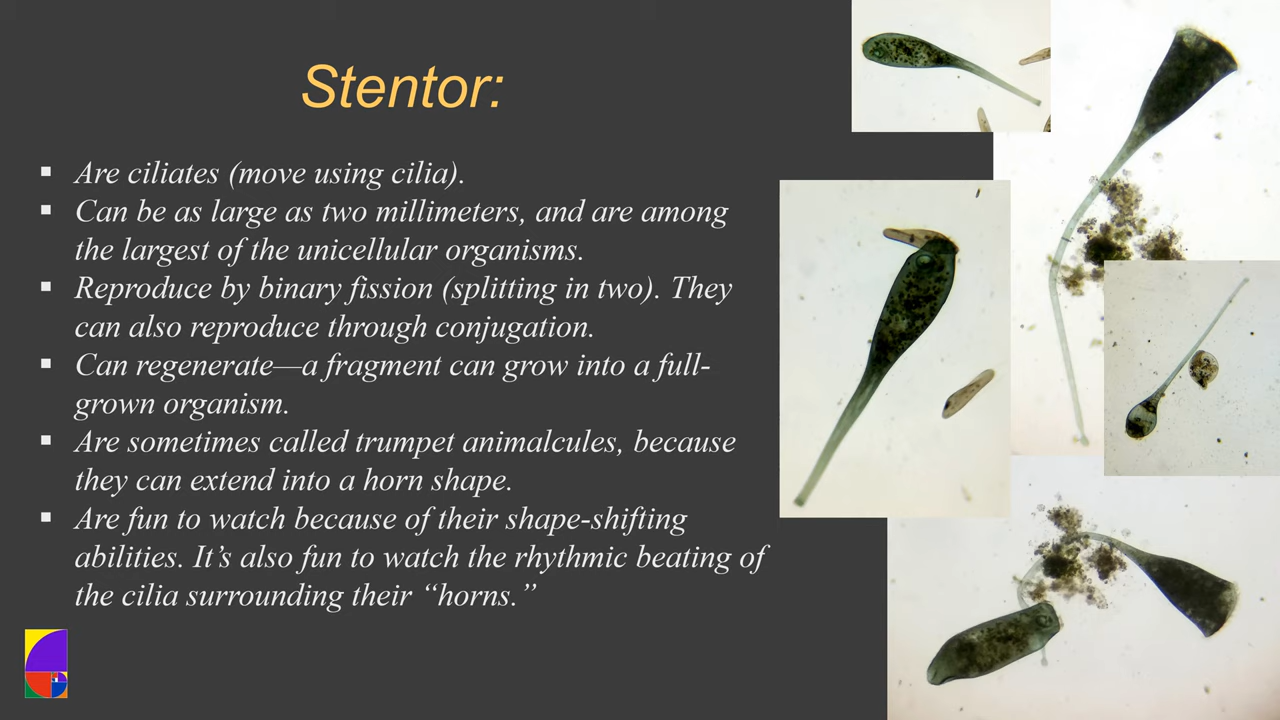 Stentor:
▪ Are ciliates (move using cilia).
▪ Can be as large as two millimeters, and are among
the largest of the unicellular organisms.
▪ Reproduce by binary fission (splitting in two). They
can also reproduce through conjugation.
▪ Can regenerate—a fragment can grow into a full-
grown organism.
▪ Are sometimes called trumpet animalcules, because
they can extend into a horn shape.
▪ Are fun to watch because of their shape-shifting
abilities. It’s also fun to watch the rhythmic beating of
the cilia surrounding their “horns.”